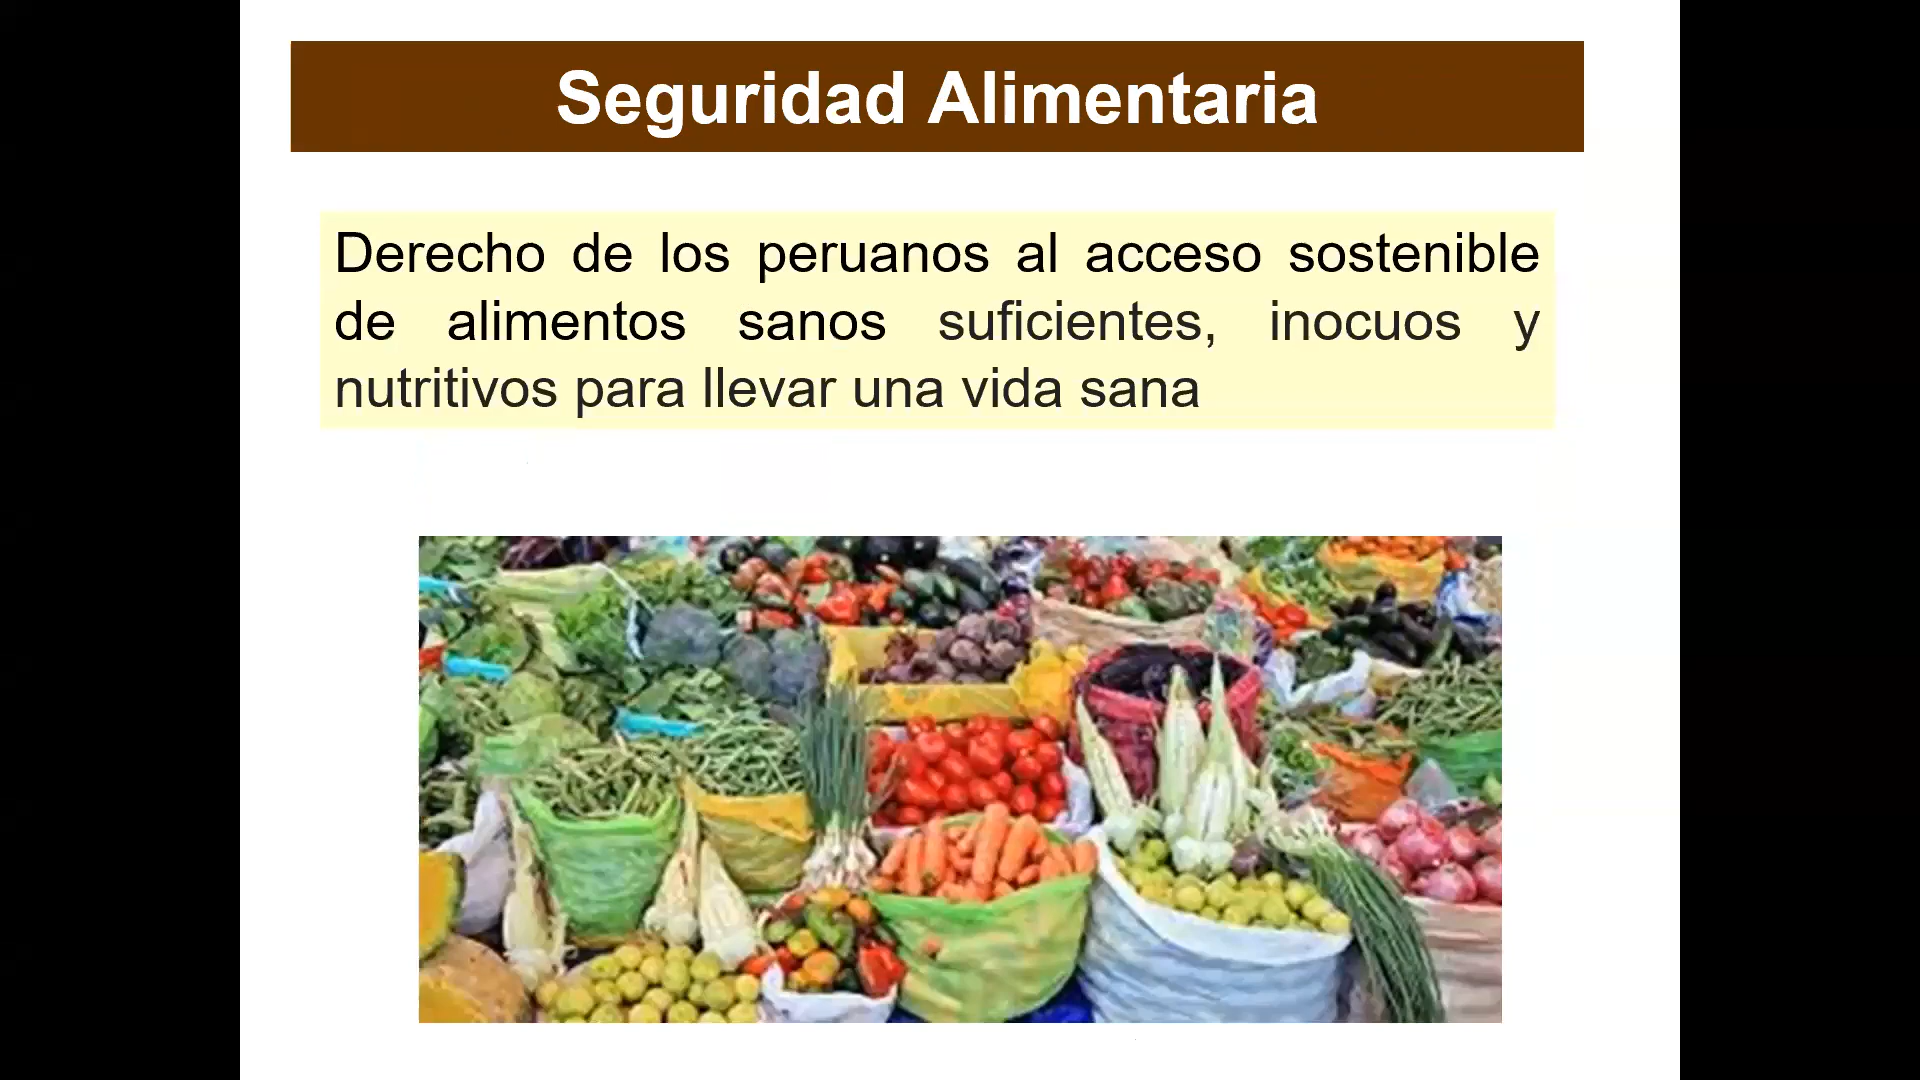 Seguridad Alimentaria
Derecho de los peruanos al acceso sostenible
de alimentos sanos suficientes, inocuos y
nutritivos para llevar una vida sana